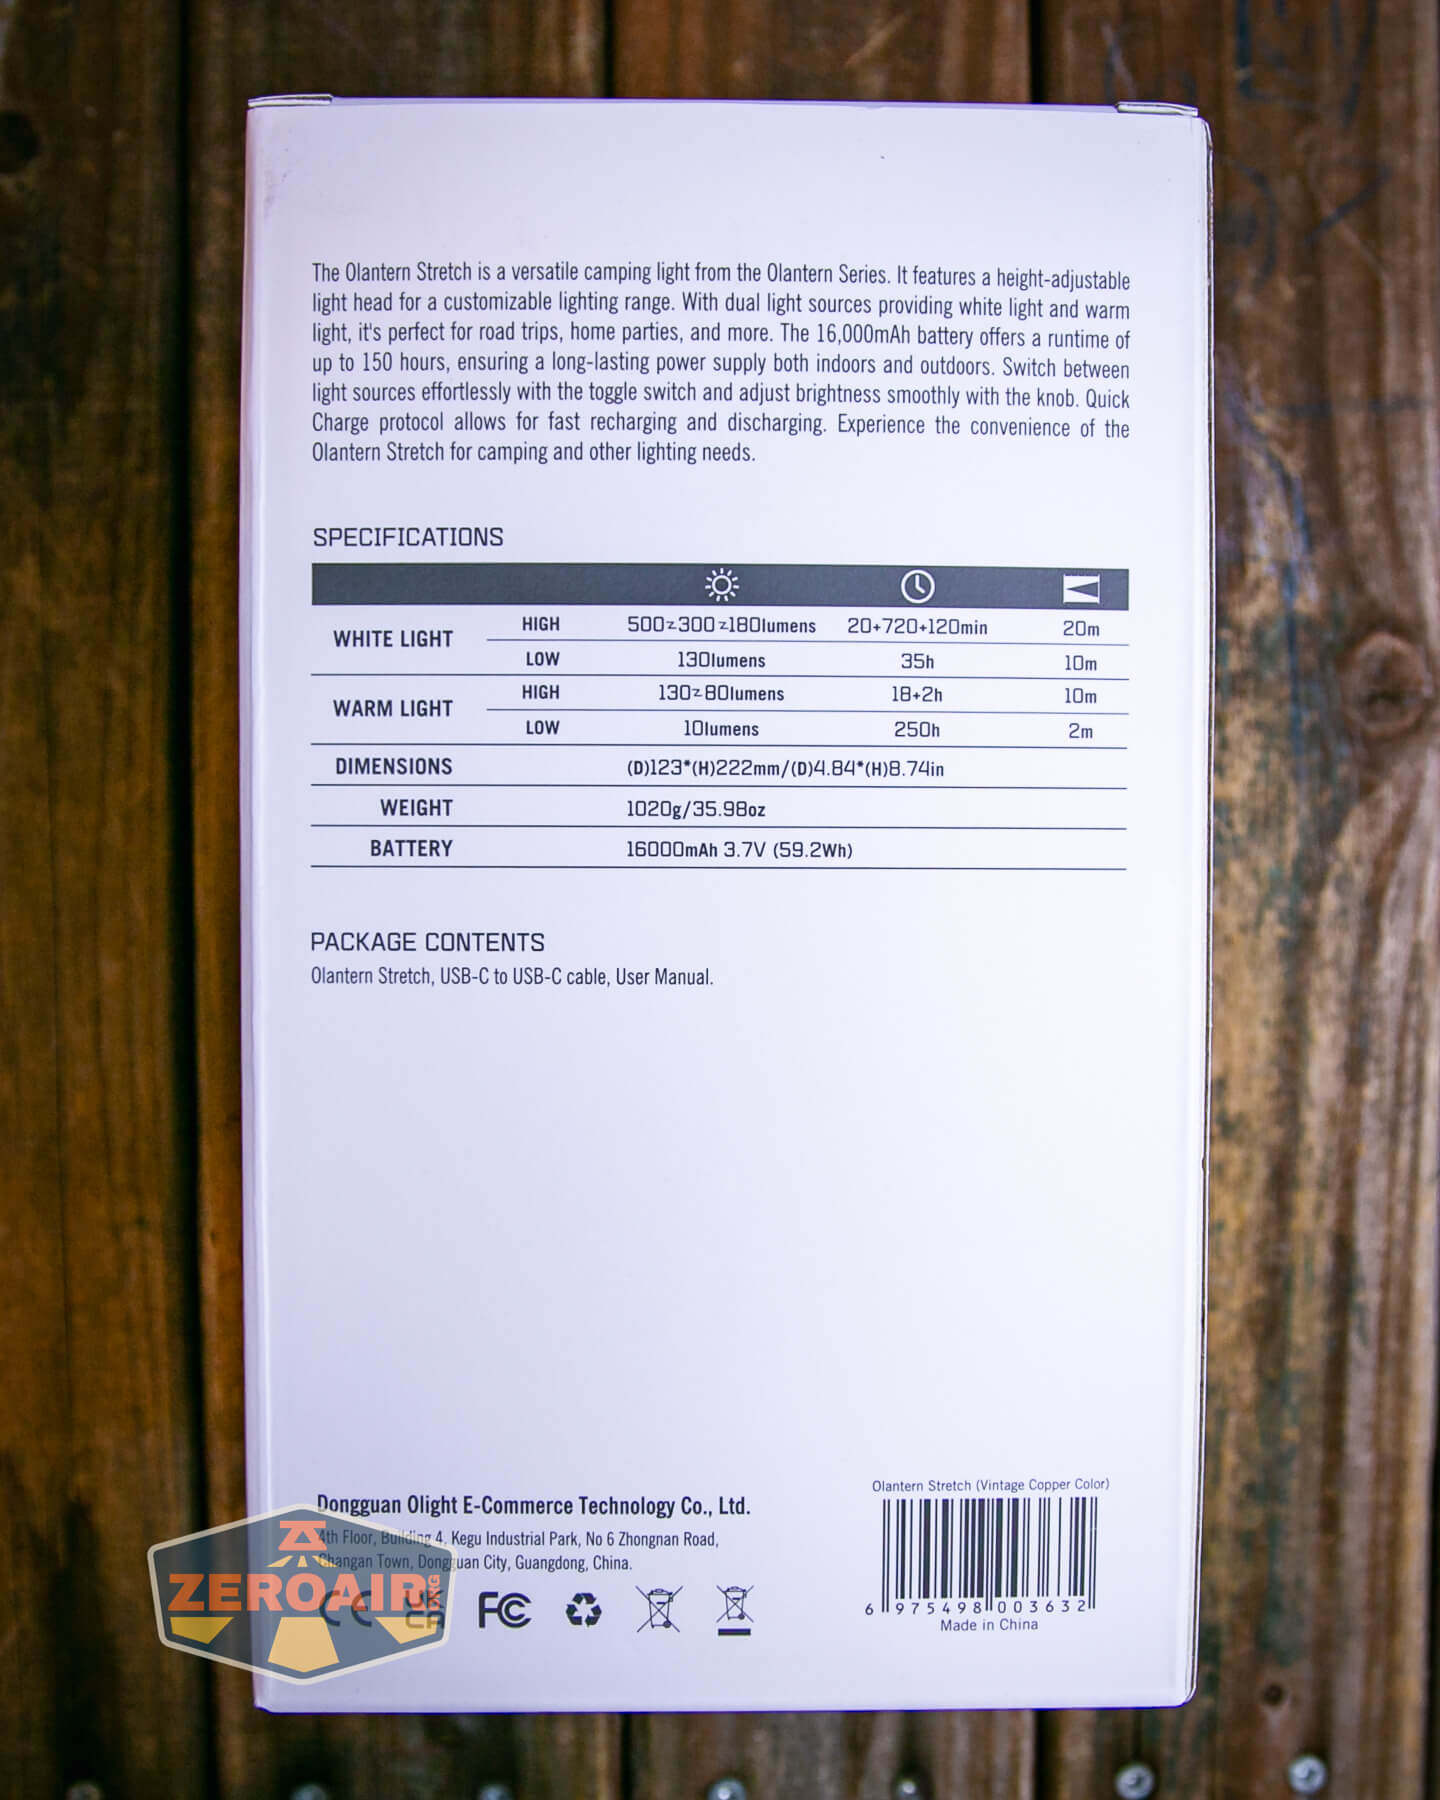 The Olantern Stretch is a versatile camping light from the Olantern Series. It features a height-adjustable
light head for a customizable lighting range. With dual light sources providing white light and warm
light, it's perfect for road trips, home parties, and more. The 16,000mAh battery offers a runtime of
up to 150 hours, ensuring a long-lasting power supply both indoors and outdoors. Switch between
light sources effortlessly with the toggle switch and adjust brightness smoothly with the knob. Quick
Charge protocol allows for fast recharging and discharging. Experience the convenience of the
Olantern Stretch for camping and other lighting needs.
SPECIFICATIONS
WHITE LIGHT
HIGH 500~300~180lumens 20+720+120min 20m
LOW 130lumens 35h 10m
WARM LIGHT
HIGH 130~80lumens 18+2h 10m
LOW 10lumens 250h 2m
DIMENSIONS (D)123*(H)222mm/(D)4.84*(H)8.74in
WEIGHT 1020g/35.98oz
BATTERY 16000mAh 3.7V (59.2Wh)
PACKAGE CONTENTS
Olantern Stretch, USB-C to USB-C cable, User Manual.
Dongguan Olight E-Commerce Technology Co., Ltd.
4th Floor, Building 4, Kegu Industrial Park, No 6 Zhongnan Road,
Changan Town, Dongguan City, Guangdong, China.
CE UK CA FC
ZEROAIR.ORG
Olantern Stretch (Vintage Copper Color)
6 975498 003632
Made in China